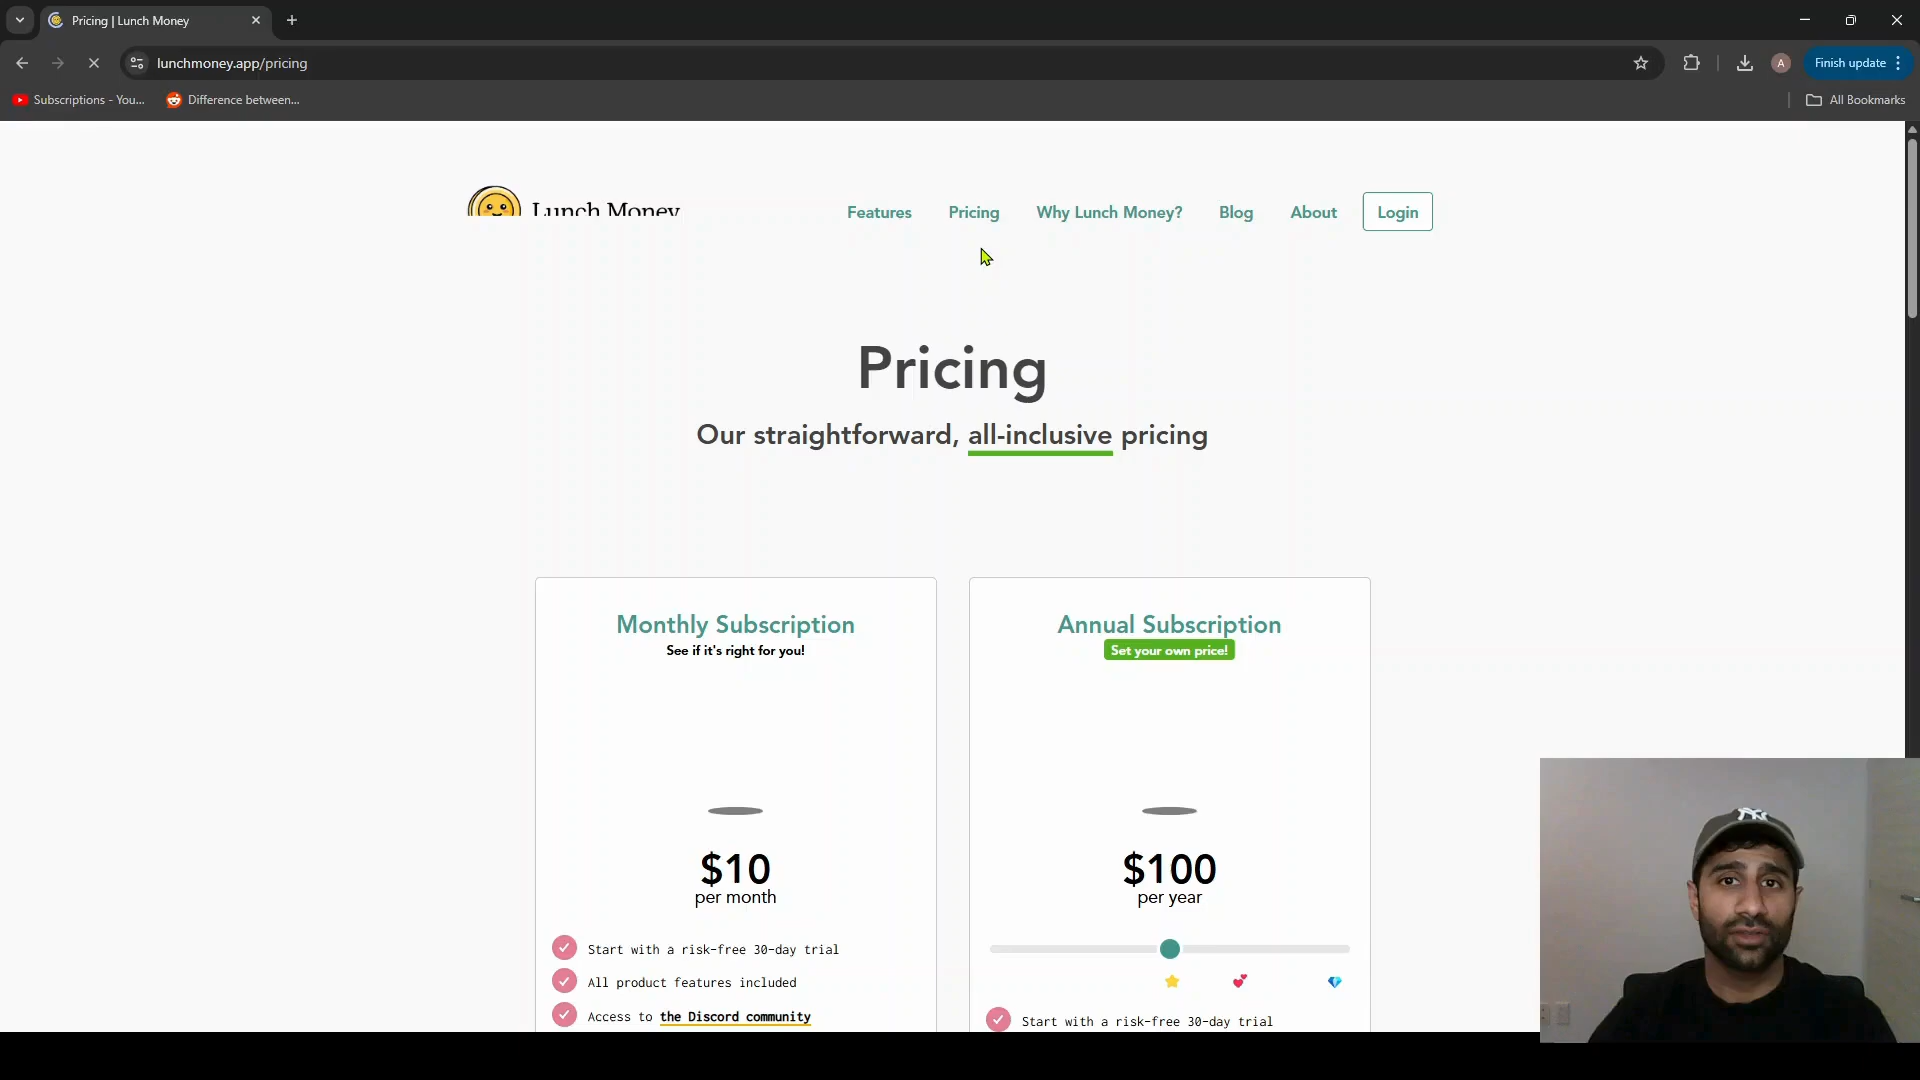 Pricing | Lunch Money
lunchmoney.app/pricing
A
Finish update
Subscriptions - You...
Difference between...
All Bookmarks
Lunch Money
Features
Pricing
Why Lunch Money?
Blog
About
Login
Pricing
Our straightforward, all-inclusive pricing
Monthly Subscription
See if it's right for you!
$10
per month
Start with a risk-free 30-day trial
All product features included
Access to the Discord community
Annual Subscription
Set your own price!
$100
per year
Start with a risk-free 30-day trial
NY